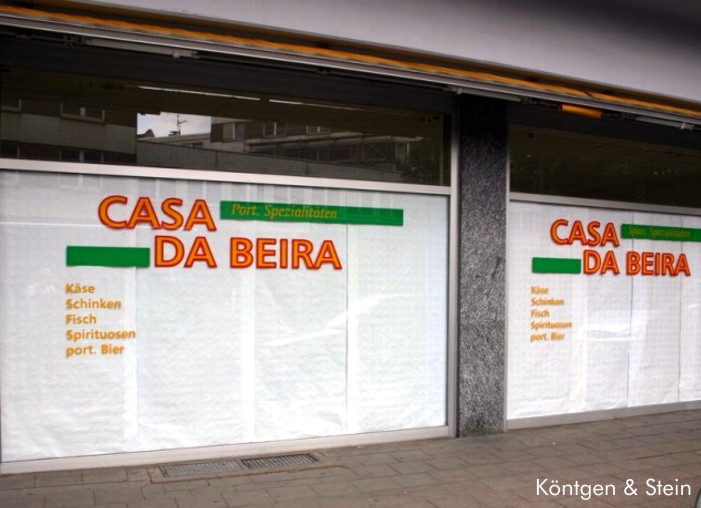 CASA Port. Spezialitäten
DA BEIRA
Käse
Schinken
Fisch
Spirituosen
port. Bier
CASA Span. Spezialitäten
DA BEIRA
Käse
Schinken
Fisch
Spirituosen
port. Bier
Köntgen & Stein